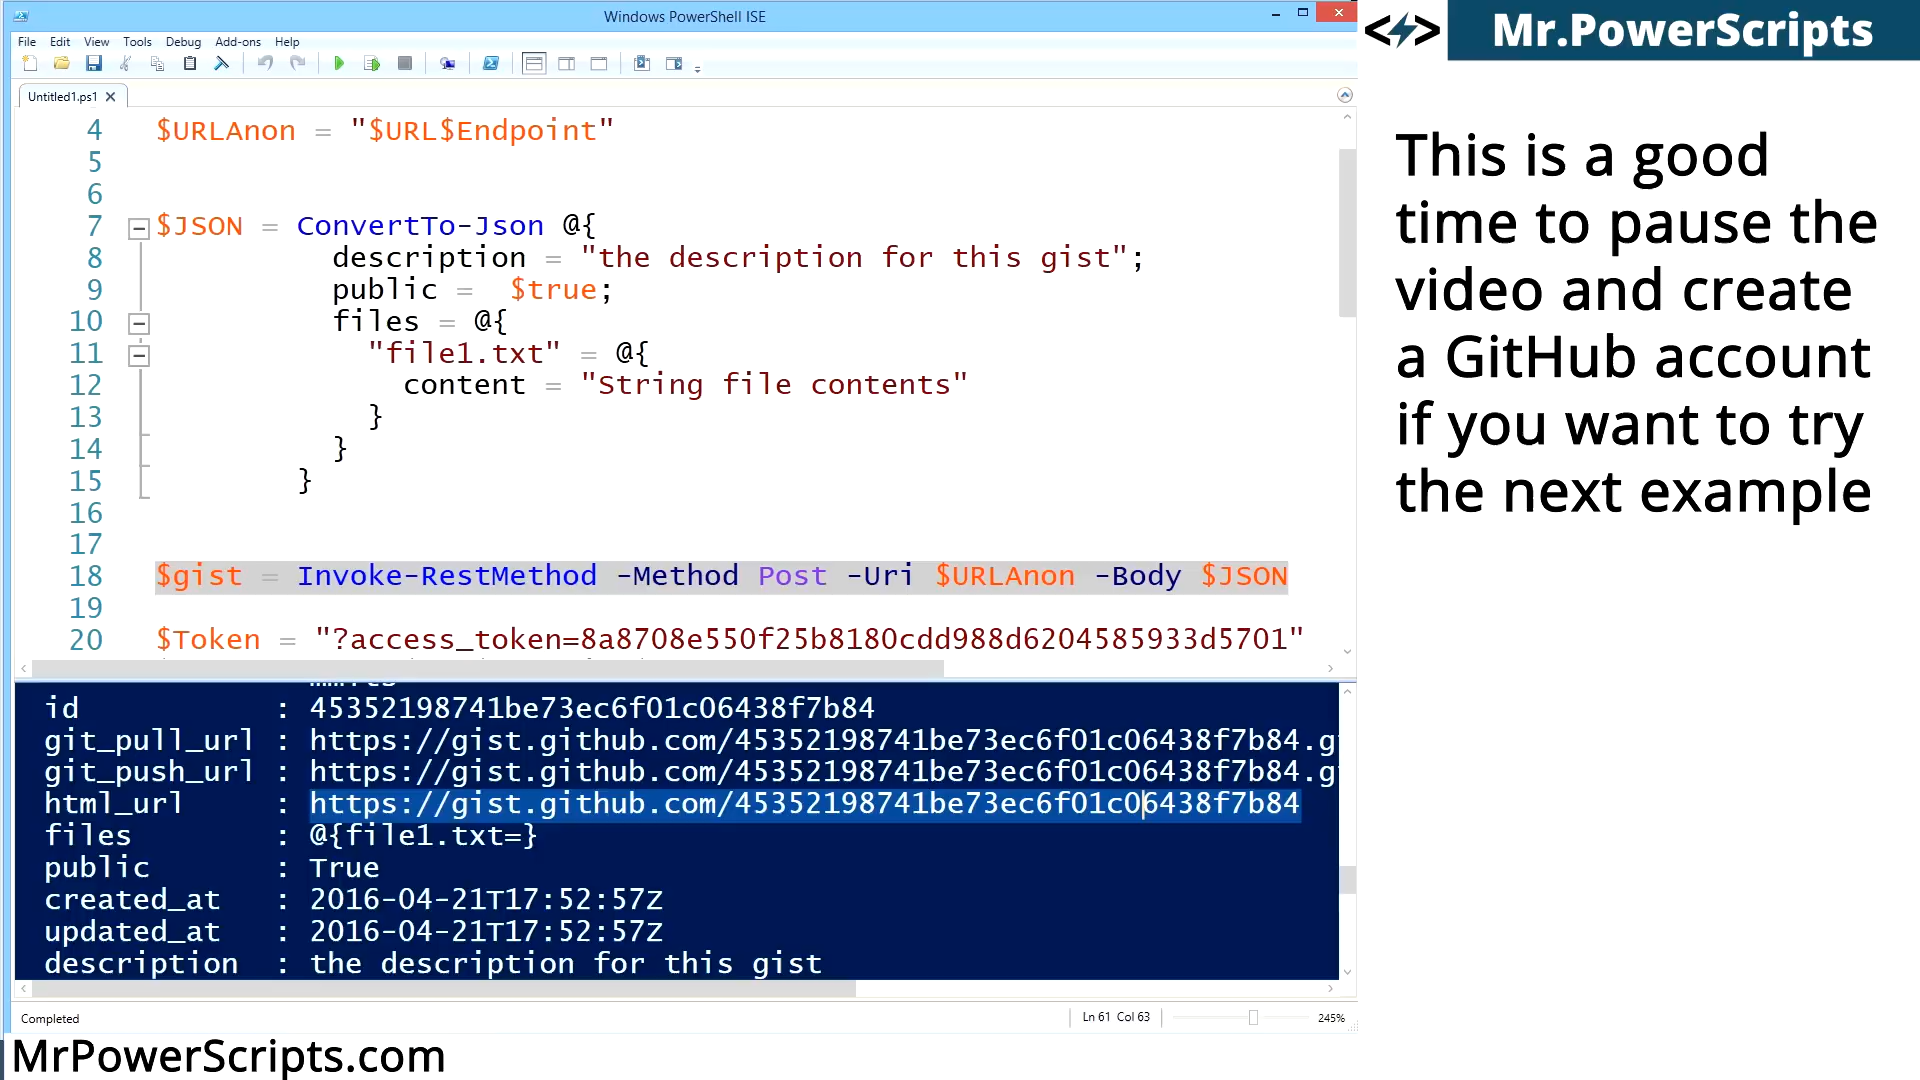 Windows PowerShell ISE
File Edit View Tools Debug Add-ons Help
Untitled1.ps1
4 $URLAnon = "$URL$Endpoint"
5
6
7 $JSON = ConvertTo-Json @{
8 description = "the description for this gist";
9 public = $true;
10 files = @{
11 "file1.txt" = @{
12 content = "String file contents"
13 }
14 }
15 }
16
17
18 $gist = Invoke-RestMethod -Method Post -Uri $URLAnon -Body $JSON
19
20 $Token = "?access_token=8a8708e550f25b8180cdd988d6204585933d5701"
id : 45352198741be73ec6f01c06438f7b84
git_pull_url : https://gist.github.com/45352198741be73ec6f01c06438f7b84.g
git_push_url : https://gist.github.com/45352198741be73ec6f01c06438f7b84.g
html_url : https://gist.github.com/45352198741be73ec6f01c06438f7b84
files : @{file1.txt=}
public : True
created_at : 2016-04-21T17:52:57Z
updated_at : 2016-04-21T17:52:57Z
description : the description for this gist
Completed
Ln 61 Col 63
245%
MrPowerScripts.com
</> Mr.PowerScripts
This is a good
time to pause the
video and create
a GitHub account
if you want to try
the next example